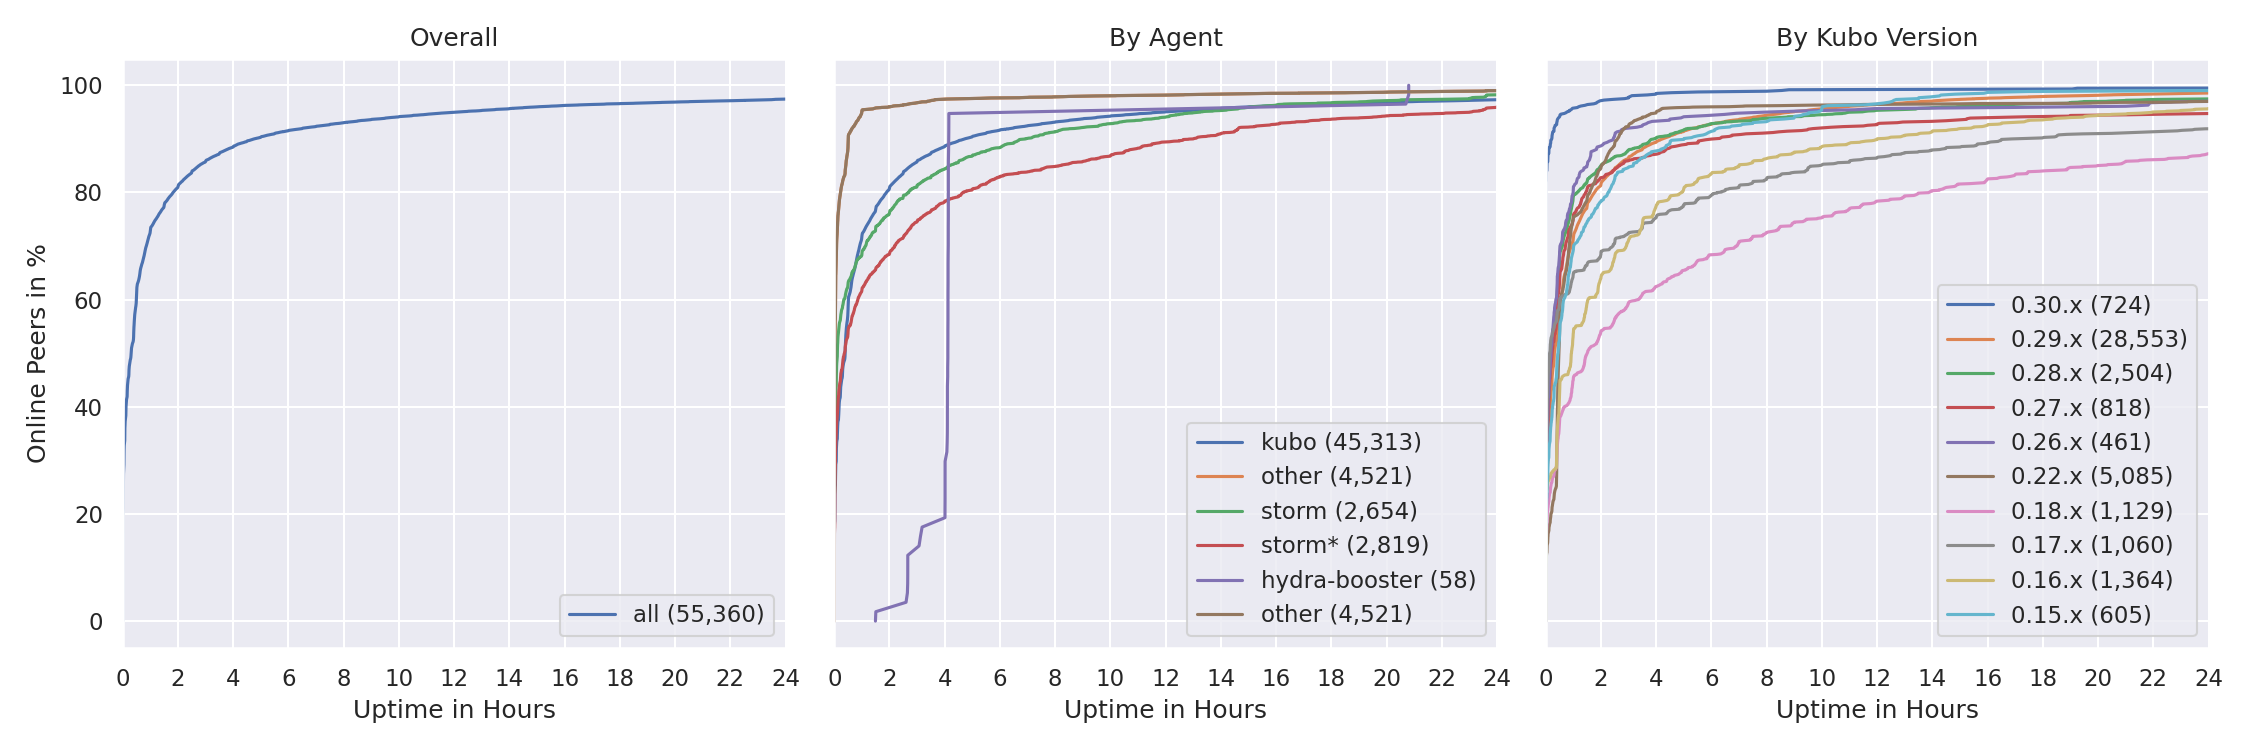 Overall
By Agent
By Kubo Version
Online Peers in %
100
80
60
40
20
0
all (55,360)
kubo (45,313)
other (4,521)
storm (2,654)
storm* (2,819)
hydra-booster (58)
other (4,521)
0.30.x (724)
0.29.x (28,553)
0.28.x (2,504)
0.27.x (818)
0.26.x (461)
0.22.x (5,085)
0.18.x (1,129)
0.17.x (1,060)
0.16.x (1,364)
0.15.x (605)
0 2 4 6 8 10 12 14 16 18 20 22 24
0 2 4 6 8 10 12 14 16 18 20 22 24
0 2 4 6 8 10 12 14 16 18 20 22 24
Uptime in Hours
Uptime in Hours
Uptime in Hours